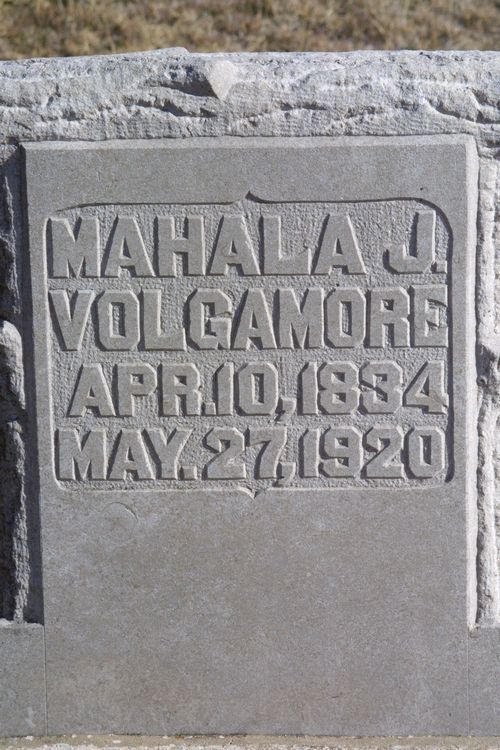 MAHALA J.
VOLGAMORE
APR. 10, 1834
MAY. 27, 1920